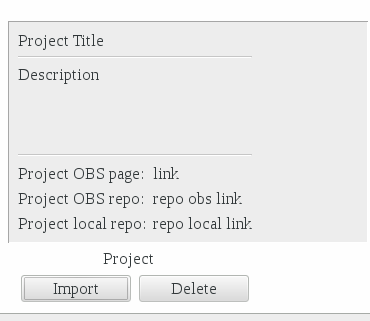 Project Title
Description
Project OBS page: link
Project OBS repo: repo obs link
Project local repo: repo local link
Project
Import Delete